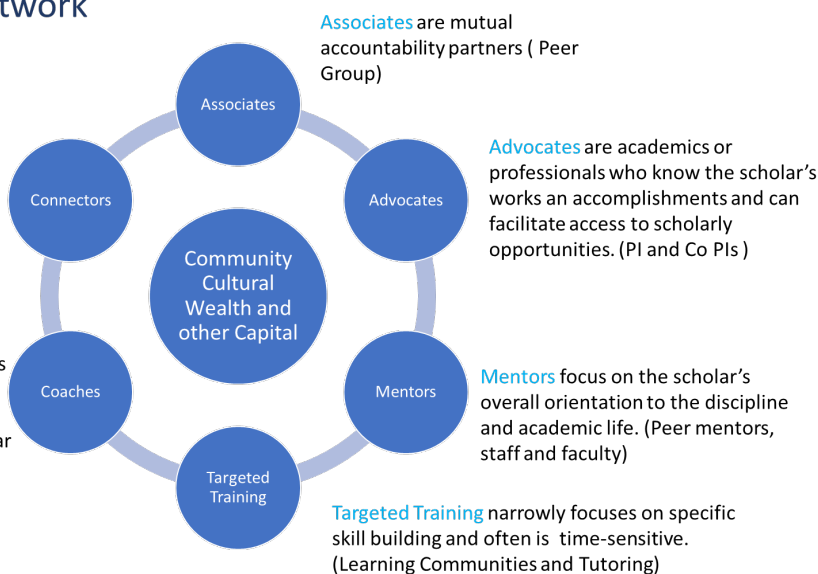 Associates are mutual
accountability partners ( Peer
Group)
Associates
Advocates are academics or
professionals who know the scholar's
works an accomplishments and can
facilitate access to scholarly
opportunities. (PI and Co PIs )
Connectors
Advocates
Community
Cultural
Wealth and
other Capital
Coaches
Mentors
Mentors focus on the scholar's
overall orientation to the discipline
and academic life. (Peer mentors,
staff and faculty)
Targeted
Training
Targeted Training narrowly focuses on specific
skill building and often is time-sensitive.
(Learning Communities and Tutoring)